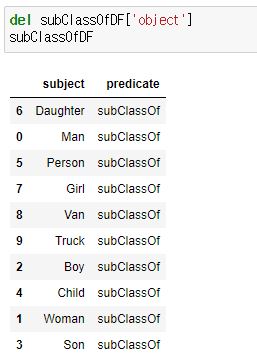 del subClassOfDF['object']
subClassOfDF
subject predicate
6 Daughter subClassOf
0 Man subClassOf
5 Person subClassOf
7 Girl subClassOf
8 Van subClassOf
9 Truck subClassOf
2 Boy subClassOf
4 Child subClassOf
1 Woman subClassOf
3 Son subClassOf